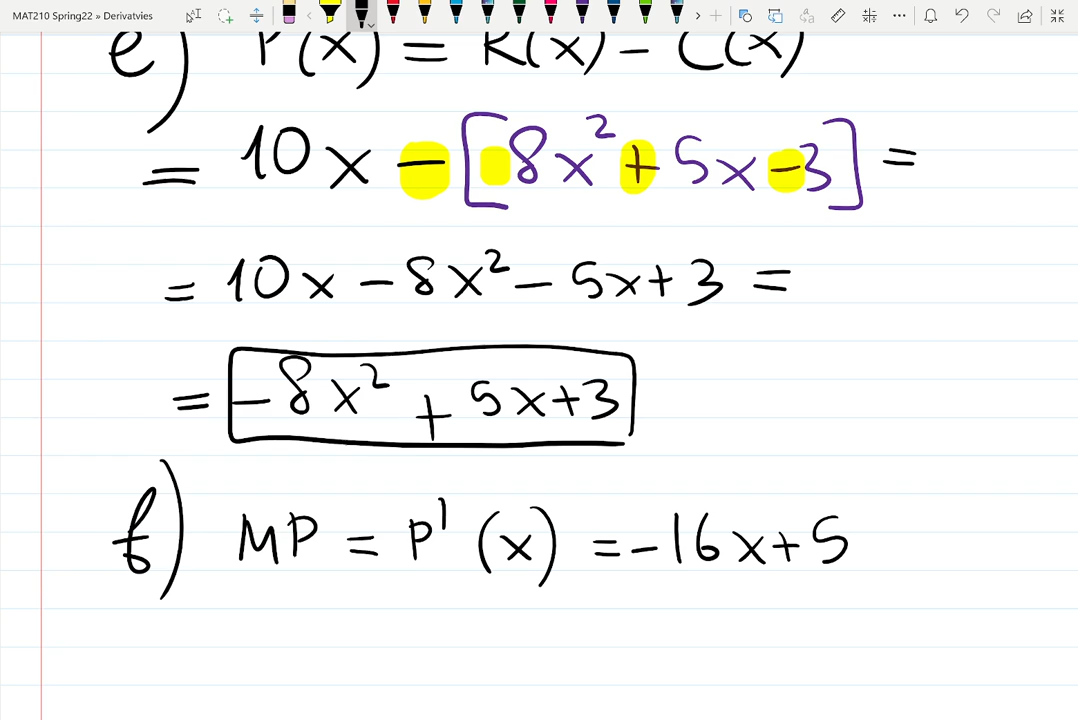 MAT210 Spring22 » Derivatvies
e) P(x) = R(x) - C(x)
= 10x - [8x² + 5x - 3] =
= 10x - 8x² - 5x + 3 =
= -8x² + 5x + 3
f) MP = P'(x) = -16x + 5